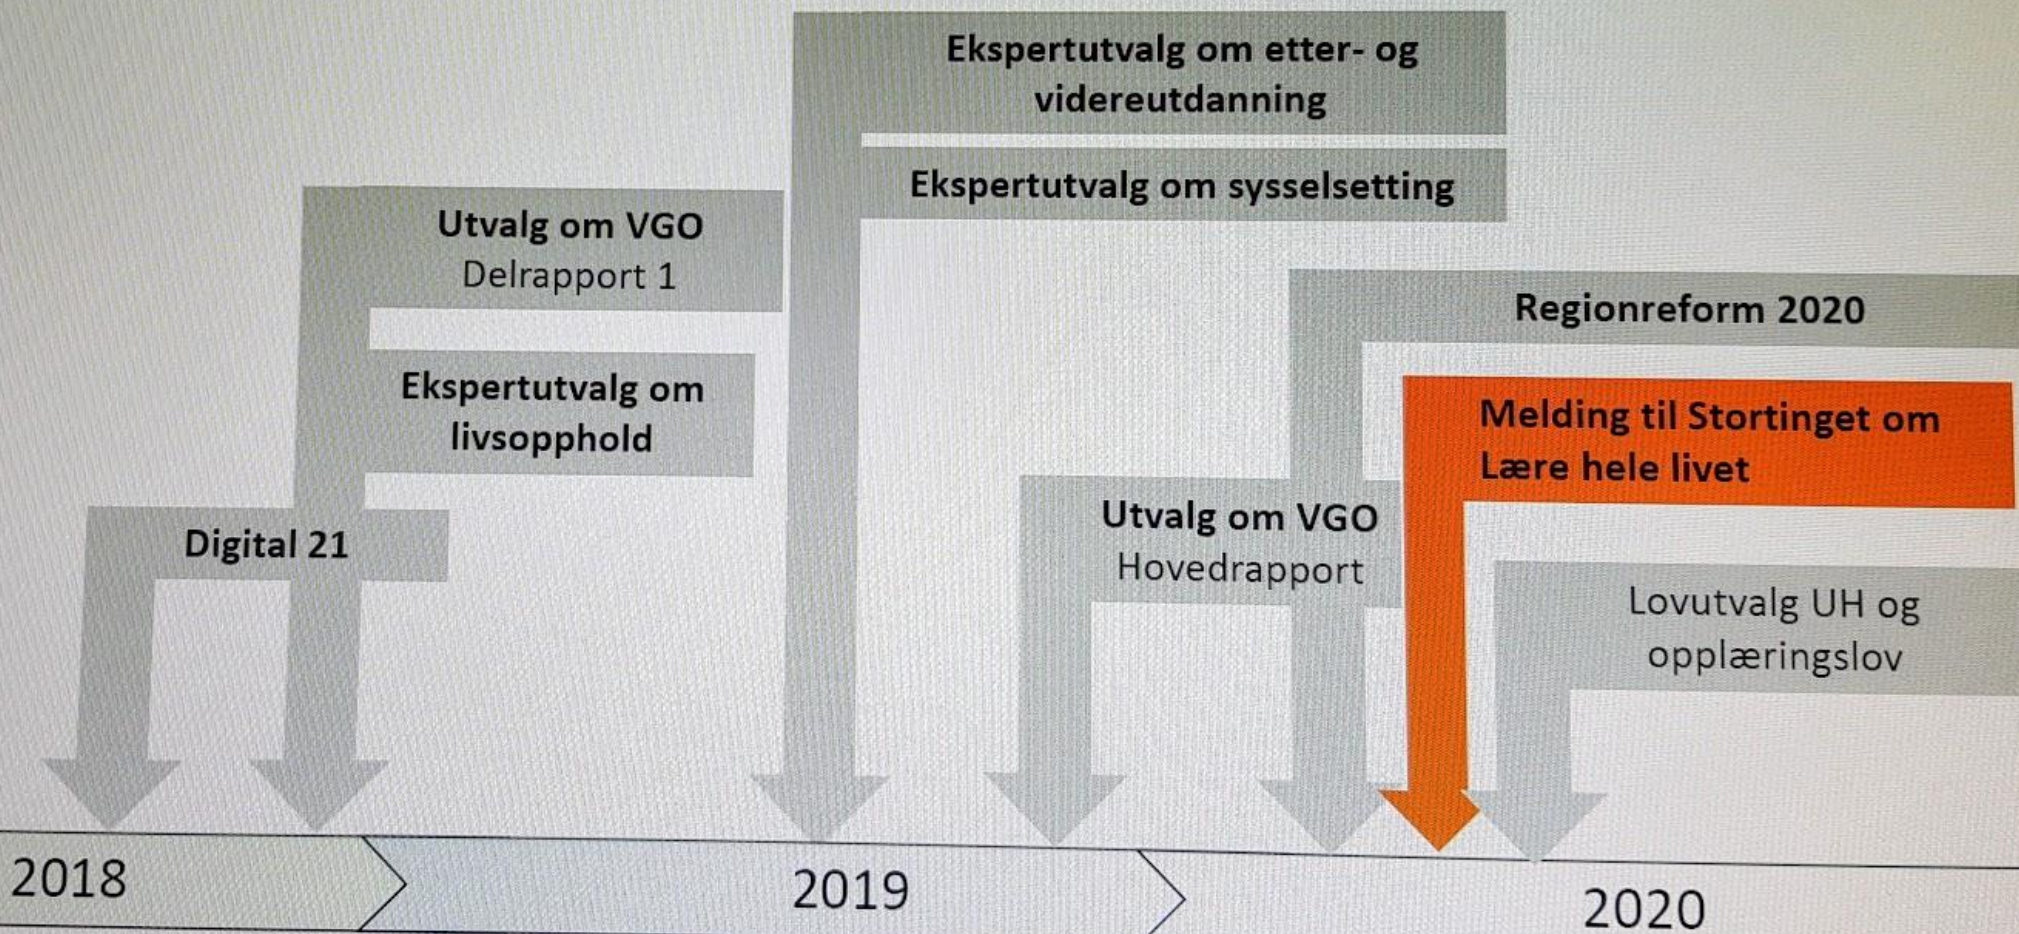 Ekspertutvalg om etter- og
videreutdanning
Ekspertutvalg om sysselsetting
Utvalg om VGO
Delrapport 1
Ekspertutvalg om
livsopphold
Digital 21
Regionreform 2020
Melding til Stortinget om
Lære hele livet
Utvalg om VGO
Hovedrapport
Lovutvalg UH og
opplæringslov
2018
2019
2020